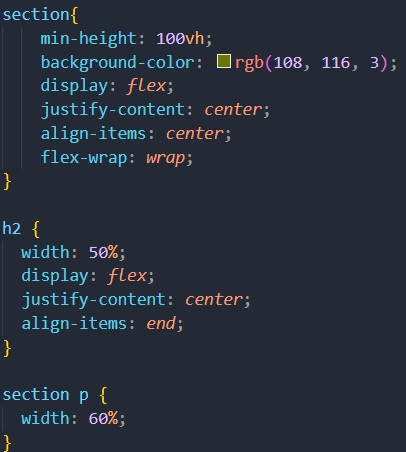 section{
min-height: 100vh;
background-color: rgb(108, 116, 3);
display: flex;
justify-content: center;
align-items: center;
flex-wrap: wrap;
}
h2 {
width: 50%;
display: flex;
justify-content: center;
align-items: end;
}
section p {
width: 60%;
}